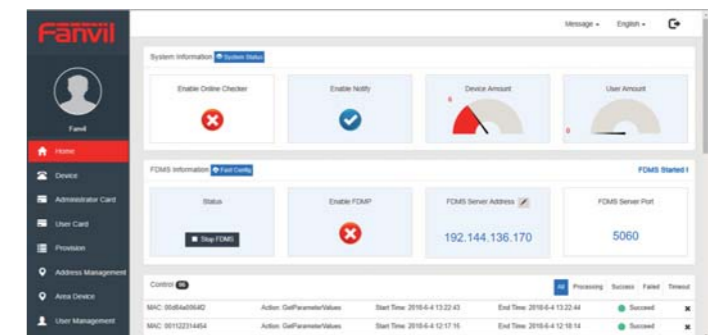 Fanvil
Message English
System Information System Status
Enable Online Checker Enable Notify Device Amount User Amount
6 0
Fanvil
Home
FDMS Information Fast Config FDMS Started !
Device
Status Enable FDMP FDMS Server Address FDMS Server Port
Administrator Card
User Card
Stop FDMS 192.144.136.170 5060
Provision
Address Management
Control
All Processing Success Failed Timeout
Area Device
Action: GetParameterValues Start Time: 2018-6-4 13:22:43 End Time: 2018-6-4 13:22:44 Succeed
User Management
MAC: 001122314454 Action: GetParameterValues Start Time: 2018-6-4 12:17:16 End Time: 2018-6-4 12:18:14 Succeed